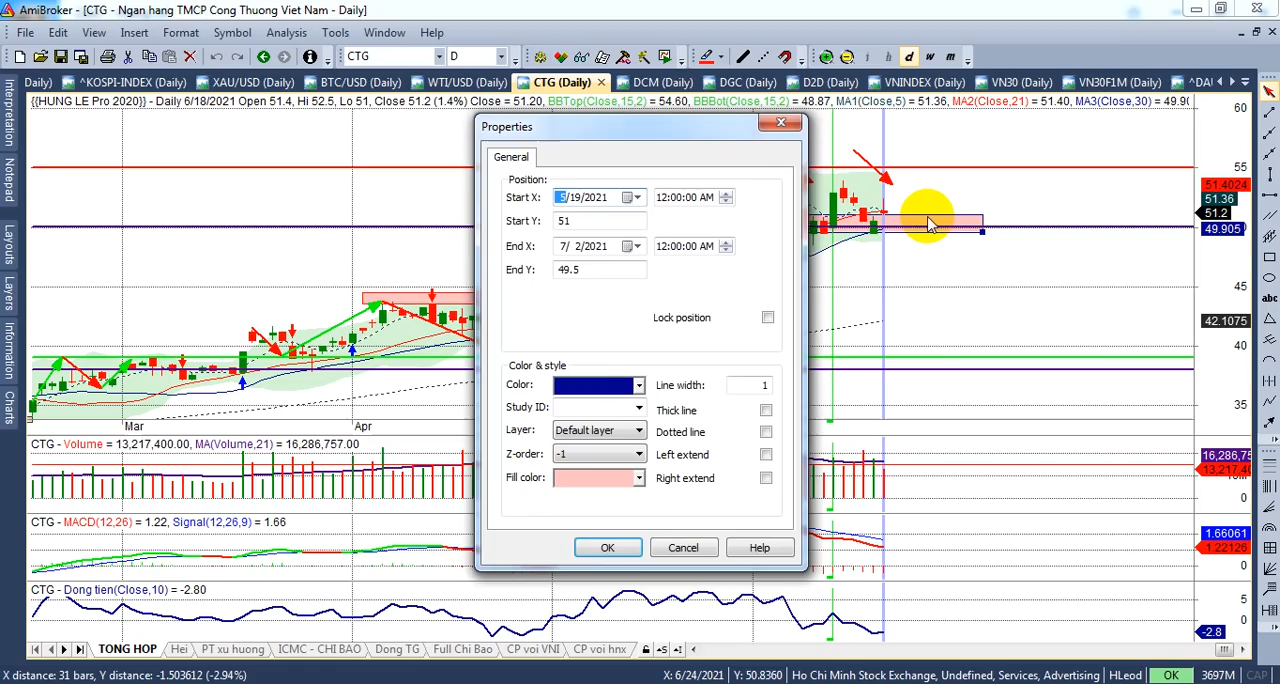 AmiBroker - [CTG - Ngan hang TMCP Cong Thuong Viet Nam - Daily]
File Edit View Insert Format Symbol Analysis Tools Window Help
CTG D i h d w m
Daily) ^KOSPI-INDEX (Daily) XAU/USD (Daily) BTC/USD (Daily) WTI/USD (Daily) CTG (Daily) DCM (Daily) DGC (Daily) D2D (Daily) VNINDEX (Daily) VN30 (Daily) VN30F1M (Daily) ^DAI
{{HUNG LE Pro 2020}} - Daily 6/18/2021 Open 51.4, Hi 52.5, Lo 51, Close 51.2 (1.4%) Close = 51.20, BBTop(Close,15,2) = 54.60, BBBot(Close,15,2) = 48.87, MA1(Close,5) = 51.36, MA2(Close,21) = 51.40, MA3(Close,30) = 49.90
Interpretation
Notepad
Layouts
Layers
Information
Charts
Properties
General
Position:
Start X: 5/19/2021 12:00:00 AM
Start Y: 51
End X: 7/ 2/2021 12:00:00 AM
End Y: 49.5
Lock position
Color & style
Color: Line width: 1
Study ID: Thick line
Layer: Default layer Dotted line
Z-order: -1 Left extend
Fill color: Right extend
OK Cancel Help
60
55
51.4024
51.36
51.2
49.905
45
42.1075
40
35
Mar Apr
CTG - Volume = 13,217,400.00, MA(Volume,21) = 16,286,757.00
16,286,75
13,217,40
0
CTG - MACD(12,26) = 1.22, Signal(12,26,9) = 1.66
1.66061
1.22126
0
CTG - Dong tien(Close,10) = -2.80
5
0
-2.8
TONG HOP Hei PT xu huong ICMC - CHI BAO Dong TG Full Chi Bao CP voi VNI CP voi hnx
abc
X distance: 31 bars, Y distance: -1.503612 (-2.94%) X: 6/24/2021 Y: 50.8360 Ho Chi Minh Stock Exchange, Undefined, Services, Advertising HLeod OK 3697M CAP